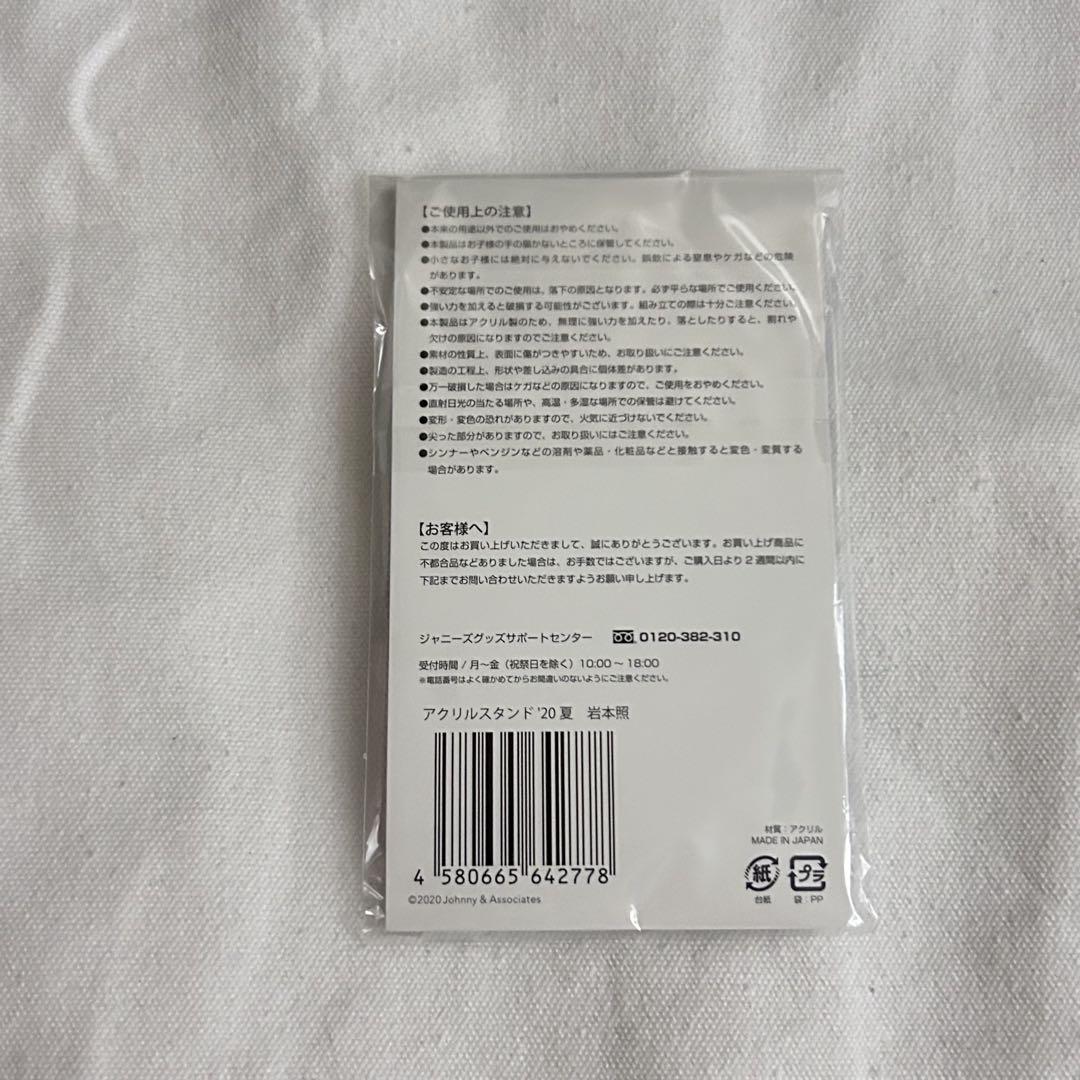 【ご使用上の注意】
●本来の用途以外でのご使用はおやめください。
●本製品はお子様の手の届かないところに保管してください。
●小さなお子様には絶対に与えないでください。誤飲による窒息やケガなどの危険
があります。
●不安定な場所でのご使用は、落下の原因となります。必ず平らな場所でご使用ください。
●強い力を加えると破損する可能性がございます。組み立ての際は十分ご注意ください。
●本製品はアクリル製のため、無理に強い力を加えたり、落としたりすると、割れや
欠けの原因になりますのでご注意ください。
●素材の性質上、表面に傷がつきやすいため、お取り扱いにご注意ください。
●製造の工程上、形状や差し込みの具合に個体差があります。
●万一破損した場合はケガなどの原因になりますので、ご使用をおやめください。
●直射日光の当たる場所や、高温・多湿な場所での保管は避けてください。
●変形・変色の恐れがありますので、火気に近づけないでください。
●尖った部分がありますので、お取り扱いにはご注意ください。
●シンナーやベンジンなどの溶剤や薬品・化粧品などと接触すると変色・変質する
場合があります。
【お客様へ】
この度はお買い上げいただきまして、誠にありがとうございます。お買い上げ商品に
不都合品などありました場合は、お手数ではございますが、ご購入日より2週間以内に
下記までお問い合わせいただきますようお願い申し上げます。
ジャニーズグッズサポートセンター 0120-382-310
受付時間 / 月〜金（祝祭日を除く）10:00〜18:00
※電話番号はよく確かめてからお間違いのないようにご注意ください。
アクリルスタンド '20 夏 岩本照
4 580665 642778
©2020 Johnny & Associates
材質：アクリル
MADE IN JAPAN
紙 プラ
台紙 袋：PP